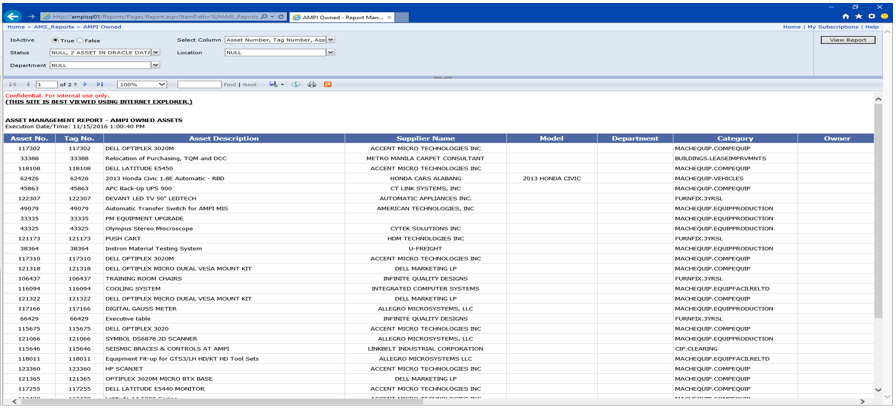 http://ampisql01/Reports/Pages/Report.aspx?ItemPath=%2fAMS_Reports
AMPI Owned - Report Man...
Home > AMS_Reports > AMPI Owned
Home | My Subscriptions | Help
IsActive True False Select Column Asset Number, Tag Number, Ass View Report
Status NULL, 2 ASSET IN ORACLE DATA Location NULL
Department NULL
1 of 2 ? 100% Find | Next
Confidential. For internal use only.
(THIS SITE IS BEST VIEWED USING INTERNET EXPLORER.)
ASSET MANAGEMENT REPORT - AMPI OWNED ASSETS
Execution Date/Time: 11/15/2016 1:00:40 PM
Asset No. Tag No. Asset Description Supplier Name Model Department Category Owner
117302 117302 DELL OPTIPLEX 3020M ACCENT MICRO TECHNOLOGIES INC MACHEQUIP.COMPEQUIP
33388 33388 Relocation of Purchasing, TQM and DCC METRO MANILA CARPET CONSULTANT BUILDINGS.LEASEIMPRVMNTS
118108 118108 DELL LATITUDE E5450 ACCENT MICRO TECHNOLOGIES INC MACHEQUIP.COMPEQUIP
62426 62426 2013 Honda Civic 1.8E Automatic - RBD HONDA CARS ALABANG 2013 HONDA CIVIC MACHEQUIP.VEHICLES
45863 45863 APC Back-Up UPS 900 CT LINK SYSTEMS, INC MACHEQUIP.COMPEQUIP
122307 122307 DEVANT LED TV 50" LEDTECH AUTOMATIC APPLIANCES INC. FURNFIX.3YRSL
49079 49079 Automatic Transfer Switch for AMPI MIS AMERICAN TECHNOLOGIES, INC MACHEQUIP.EQUIPPRODUCTION
33335 33335 PM EQUIPMENT UPGRADE MACHEQUIP.EQUIPPRODUCTION
43325 43325 Olympus Stereo Miscroscope CYTEK SOLUTIONS INC MACHEQUIP.EQUIPPRODUCTION
121173 121173 PUSH CART HDM TECHNOLOGIES INC FURNFIX.3YRSL
38364 38364 Instron Material Testing System U-FREIGHT MACHEQUIP.EQUIPPRODUCTION
117310 117310 DELL OPTIPLEX 3020M ACCENT MICRO TECHNOLOGIES INC MACHEQUIP.COMPEQUIP
121318 121318 DELL OPTIPLEX MICRO DUEAL VESA MOUNT KIT DELL MARKETING LP MACHEQUIP.COMPEQUIP
106437 106437 TRAINING ROOM CHAIRS INFINITE QUALITY DESIGNS FURNFIX.3YRSL
116094 116094 COOLING SYSTEM INTEGRATED COMPUTER SYSTEMS MACHEQUIP.EQUIPFACILRELTD
121322 121322 DELL OPTIPLEX MICRO DUEAL VESA MOUNT KIT DELL MARKETING LP MACHEQUIP.COMPEQUIP
117166 117166 DIGITAL GAUSS METER ALLEGRO MICROSYSTEMS, LLC MACHEQUIP.EQUIPPRODUCTION
66429 66429 Executive table INFINITE QUALITY DESIGNS FURNFIX.3YRSL
115675 115675 DELL OPTIPLEX 3020 ACCENT MICRO TECHNOLOGIES INC MACHEQUIP.COMPEQUIP
121066 121066 SYMBOL DS6878 2D SCANNER ALLEGRO MICROSYSTEMS, LLC MACHEQUIP.EQUIPPRODUCTION
115646 115646 SEISMIC BRACES & CONTROLS AT AMPI LINKBELT INDUSTRIAL CORPORATION CIP.CLEARING
118011 118011 Equipment Fit-up for GTS3/LH HD/KT HD Tool Sets ALLEGRO MICROSYSTEMS LLC MACHEQUIP.EQUIPFACILRELTD
123360 123360 HP SCANJET ACCENT MICRO TECHNOLOGIES INC MACHEQUIP.COMPEQUIP
121365 121365 OPTIPLEX 3020M MICRO BTX BASE DELL MARKETING LP MACHEQUIP.COMPEQUIP
117255 117255 DELL LATITUDE E5440 MONITOR ACCENT MICRO TECHNOLOGIES INC MACHEQUIP.COMPEQUIP